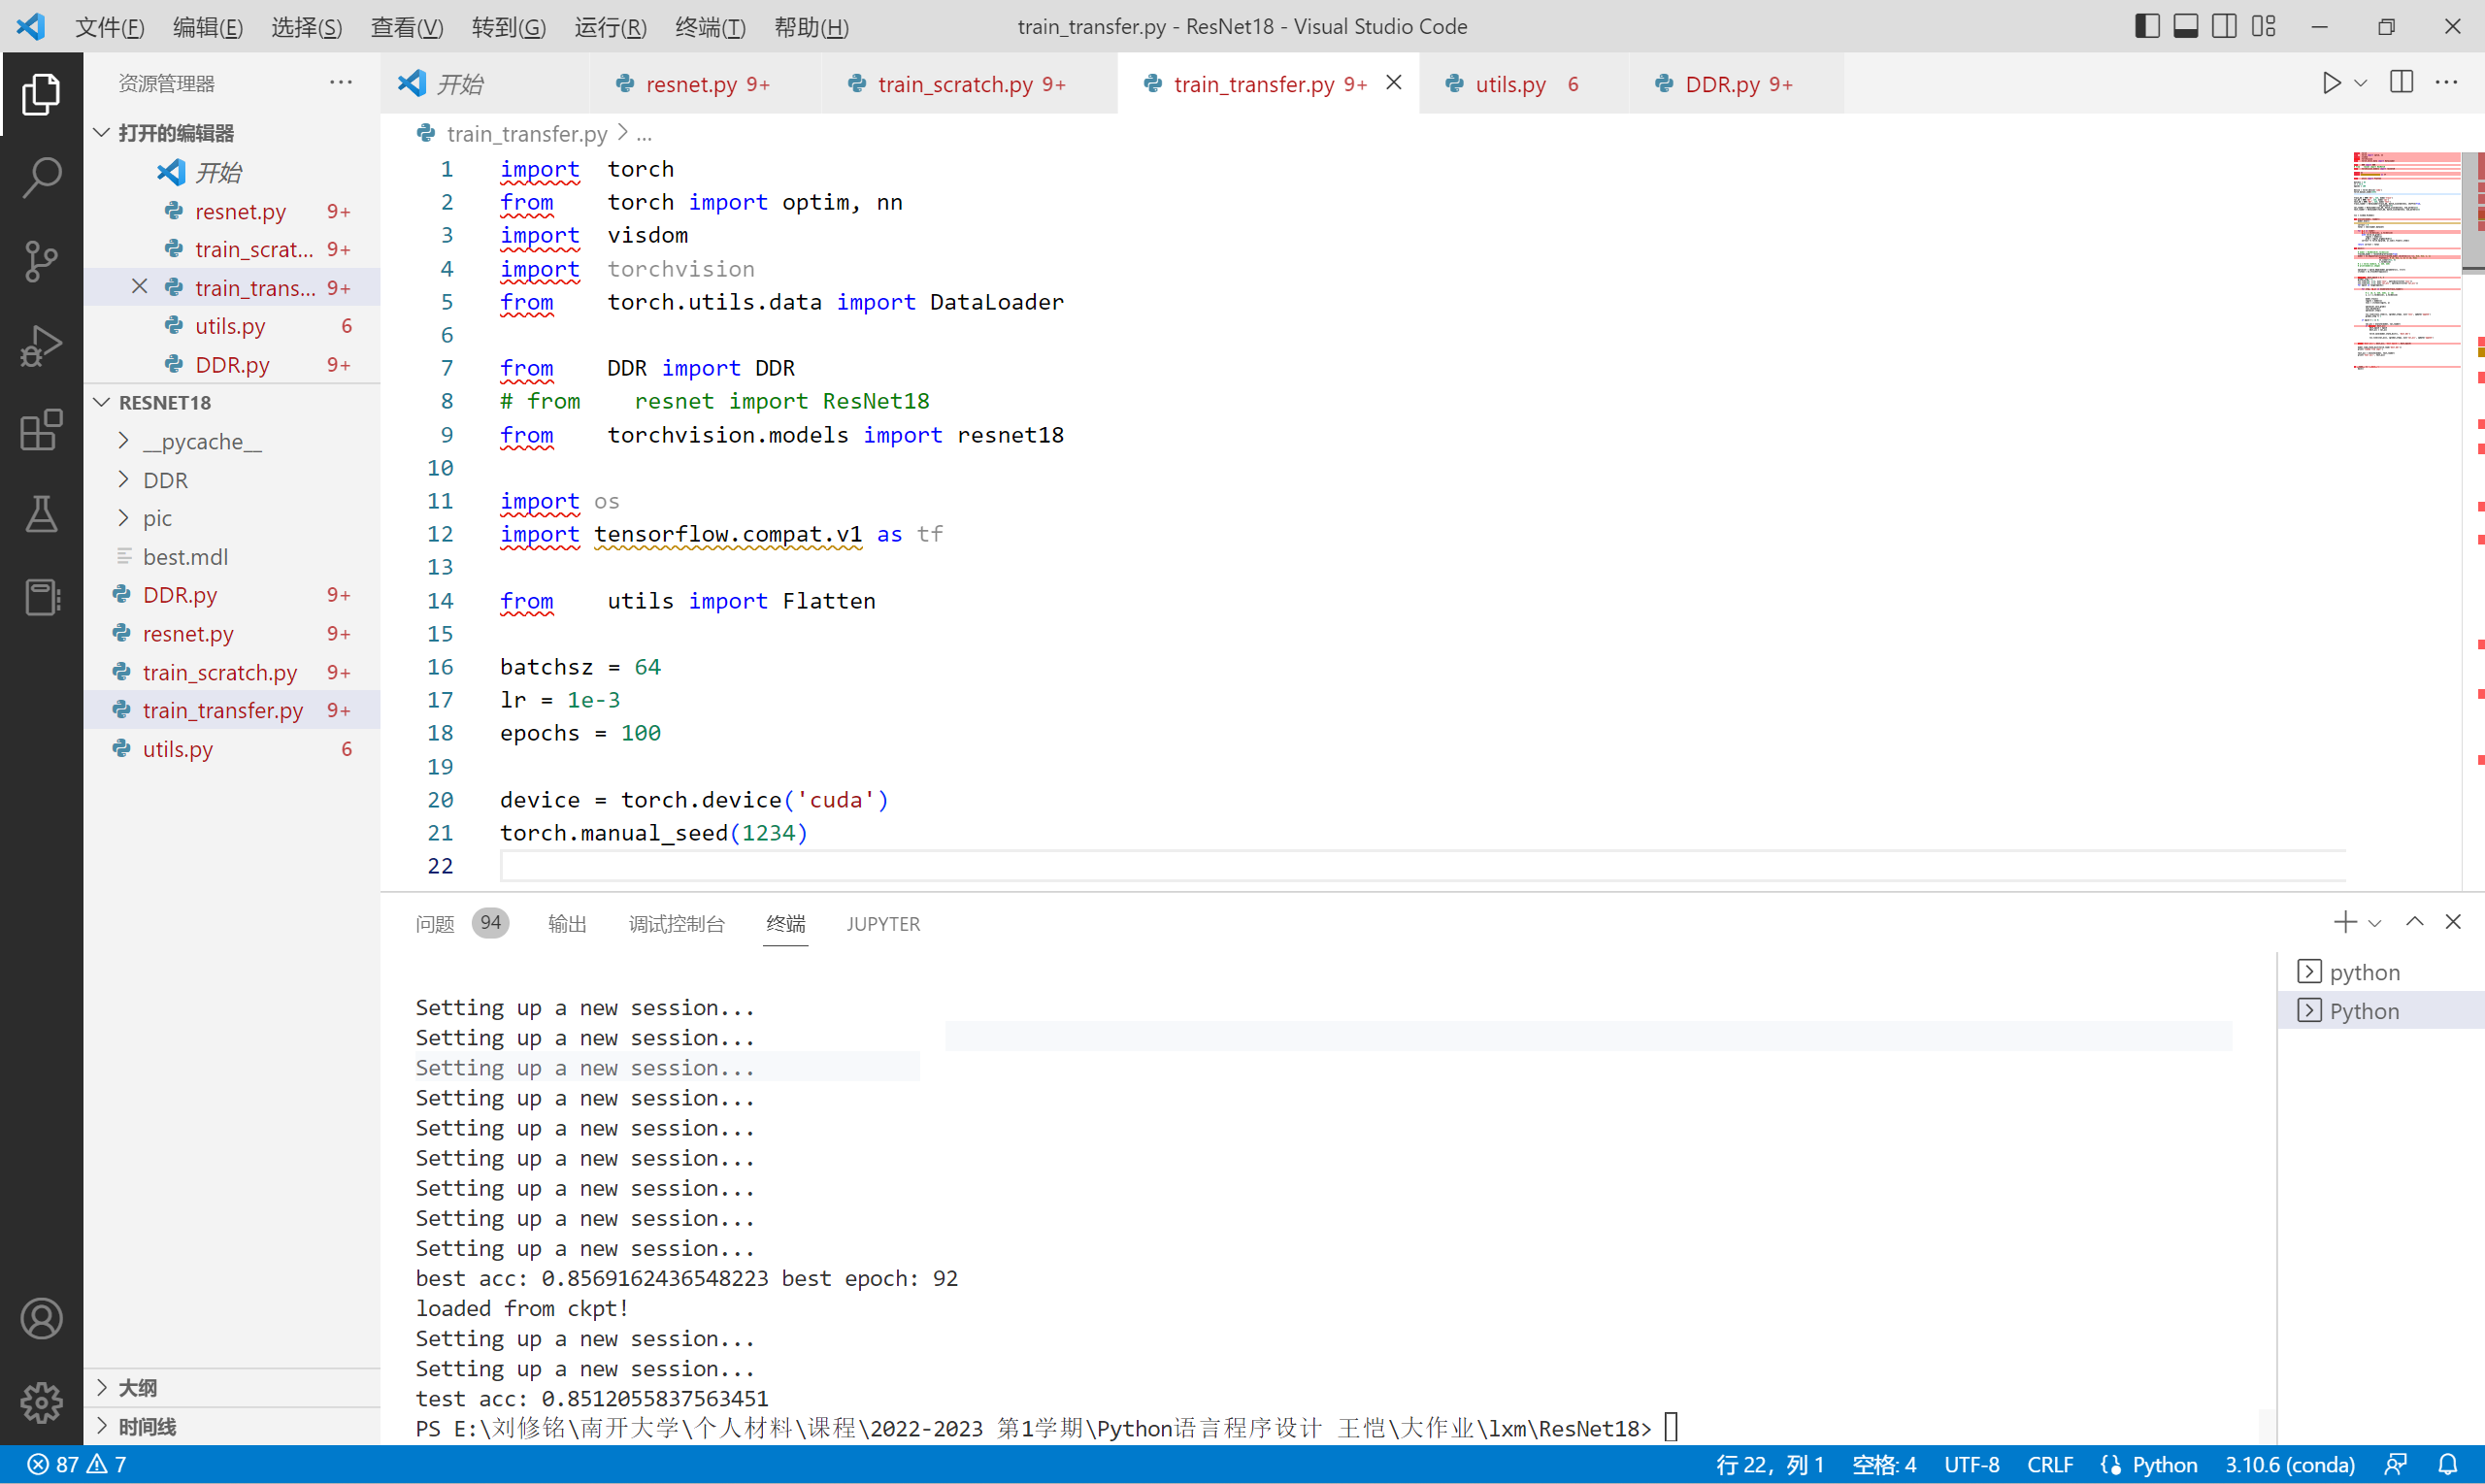 文件(F) 编辑(E) 选择(S) 查看(V) 转到(G) 运行(R) 终端(T) 帮助(H) train_transfer.py - ResNet18 - Visual Studio Code
资源管理器
打开的编辑器
开始
resnet.py 9+
train_scrat... 9+
train_trans... 9+
utils.py 6
DDR.py 9+
RESNET18
__pycache__
DDR
pic
best.mdl
DDR.py 9+
resnet.py 9+
train_scratch.py 9+
train_transfer.py 9+
utils.py 6
大纲
时间线
开始 resnet.py 9+ train_scratch.py 9+ train_transfer.py 9+ utils.py 6 DDR.py 9+
train_transfer.py > ...
1 import  torch
2 from    torch import optim, nn
3 import  visdom
4 import  torchvision
5 from    torch.utils.data import DataLoader
6
7 from    DDR import DDR
8 # from    resnet import ResNet18
9 from    torchvision.models import resnet18
10
11 import os
12 import tensorflow.compat.v1 as tf
13
14 from    utils import Flatten
15
16 batchsz = 64
17 lr = 1e-3
18 epochs = 100
19
20 device = torch.device('cuda')
21 torch.manual_seed(1234)
22
问题 94 输出 调试控制台 终端 JUPYTER
Setting up a new session...
Setting up a new session...
Setting up a new session...
Setting up a new session...
Setting up a new session...
Setting up a new session...
Setting up a new session...
Setting up a new session...
Setting up a new session...
best acc: 0.8569162436548223 best epoch: 92
loaded from ckpt!
Setting up a new session...
Setting up a new session...
test acc: 0.8512055837563451
PS E:\刘修铭\南开大学\个人材料\课程\2022-2023 第1学期\Python语言程序设计 王恺\大作业\lxm\ResNet18>
python
Python
87 7 行 22, 列 1 空格: 4 UTF-8 CRLF Python 3.10.6 (conda)